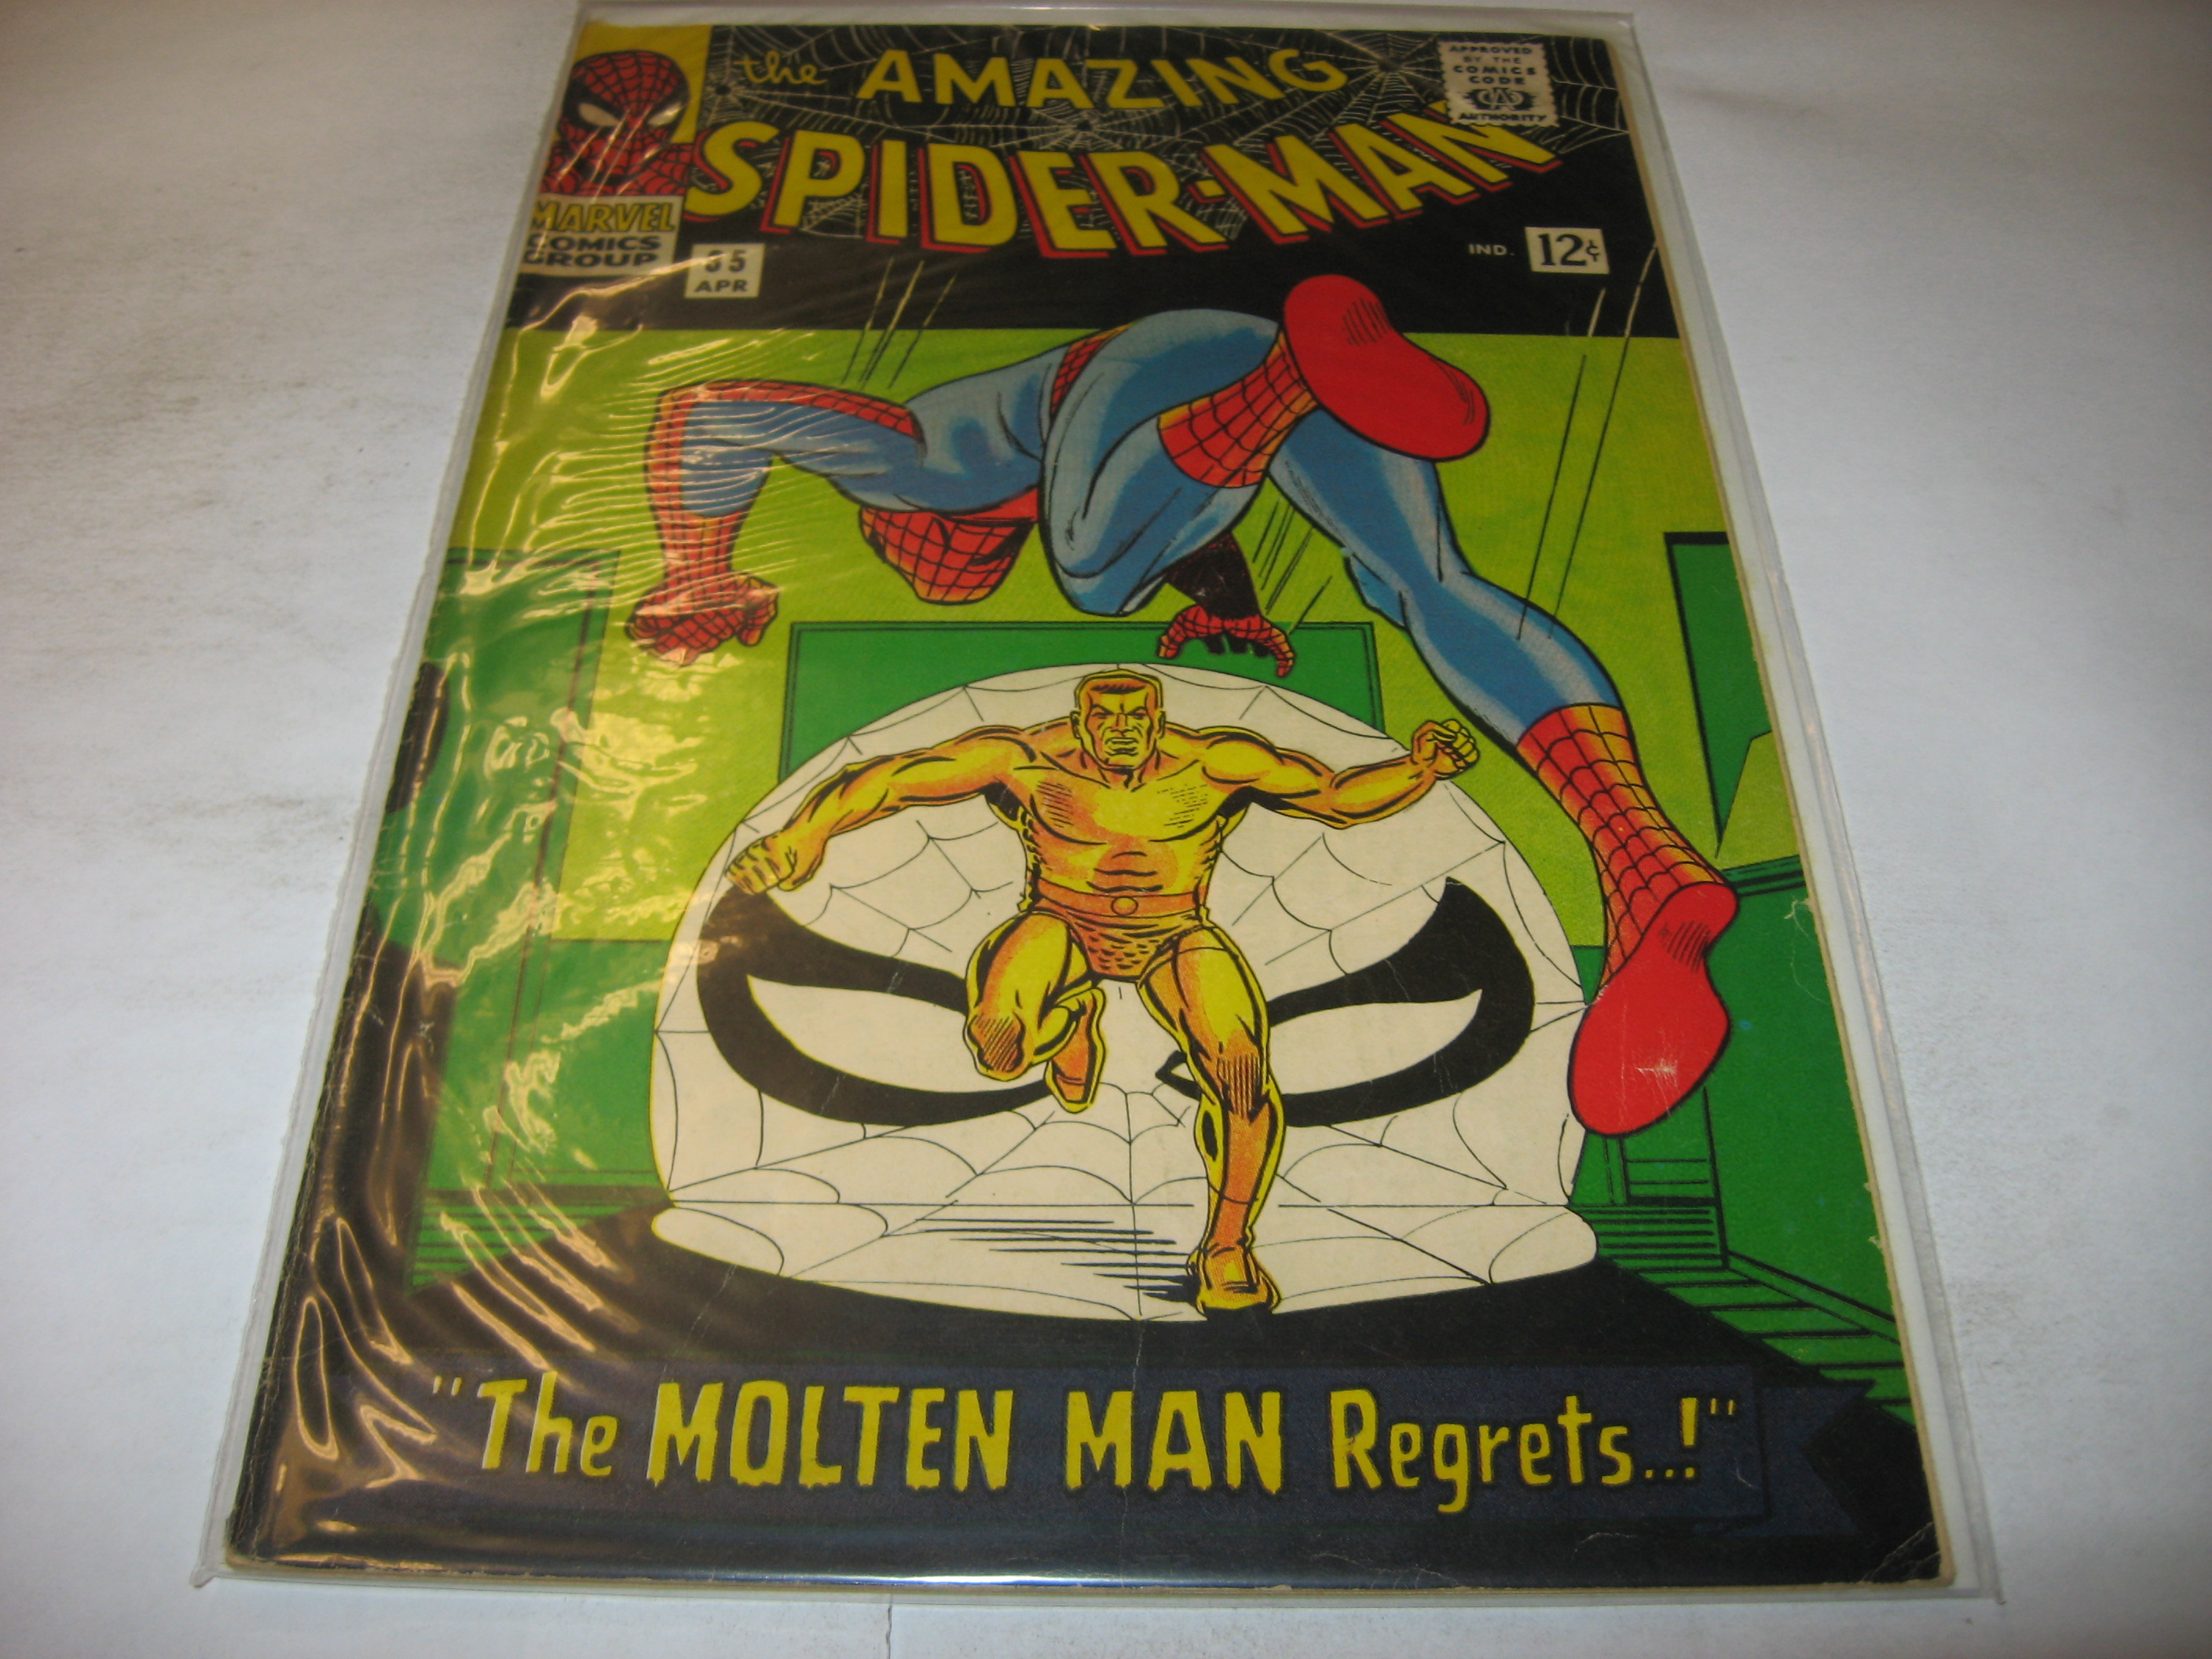 the AMAZING
SPIDER-MAN
APPROVED
BY THE
COMICS
CODE
CA
AUTHORITY
MARVEL
COMICS
GROUP
35
APR
IND. 12¢
"The MOLTEN MAN Regrets..!"